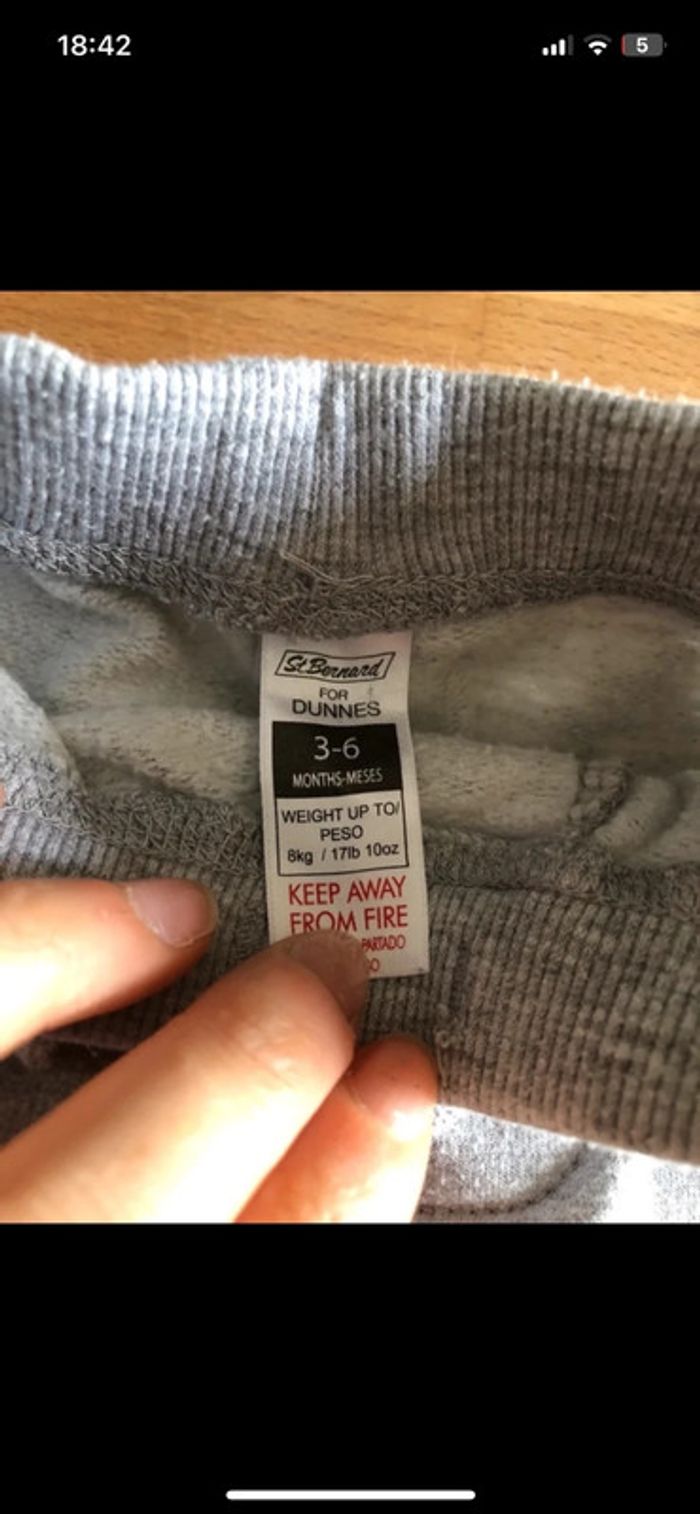 18:42
5
St Bernard
FOR
DUNNES
3-6
MONTHS-MESES
WEIGHT UP TO/
PESO
8kg / 17lb 10oz
KEEP AWAY
FROM FIRE